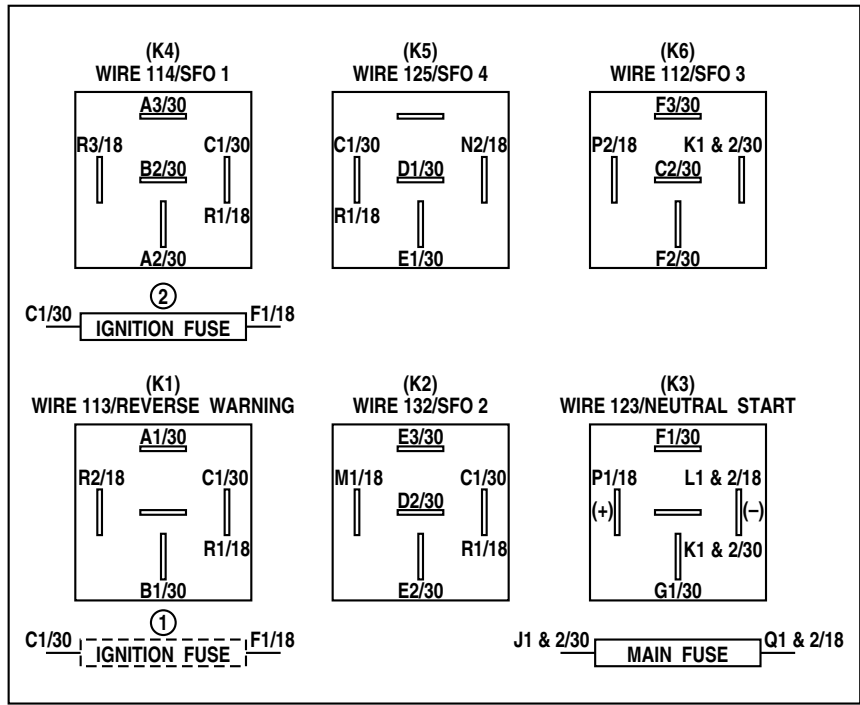 (K4)
WIRE 114/SFO 1
A3/30
R3/18
C1/30
B2/30
R1/18
A2/30
(K5)
WIRE 125/SFO 4
C1/30
N2/18
D1/30
R1/18
E1/30
(K6)
WIRE 112/SFO 3
F3/30
P2/18
K1 & 2/30
C2/30
F2/30
2
C1/30
IGNITION FUSE
F1/18
(K1)
WIRE 113/REVERSE WARNING
A1/30
R2/18
C1/30
R1/18
B1/30
(K2)
WIRE 132/SFO 2
E3/30
M1/18
C1/30
D2/30
R1/18
E2/30
(K3)
WIRE 123/NEUTRAL START
F1/30
P1/18
L1 & 2/18
(+)
(–)
K1 & 2/30
G1/30
1
C1/30
IGNITION FUSE
F1/18
J1 & 2/30
MAIN FUSE
Q1 & 2/18